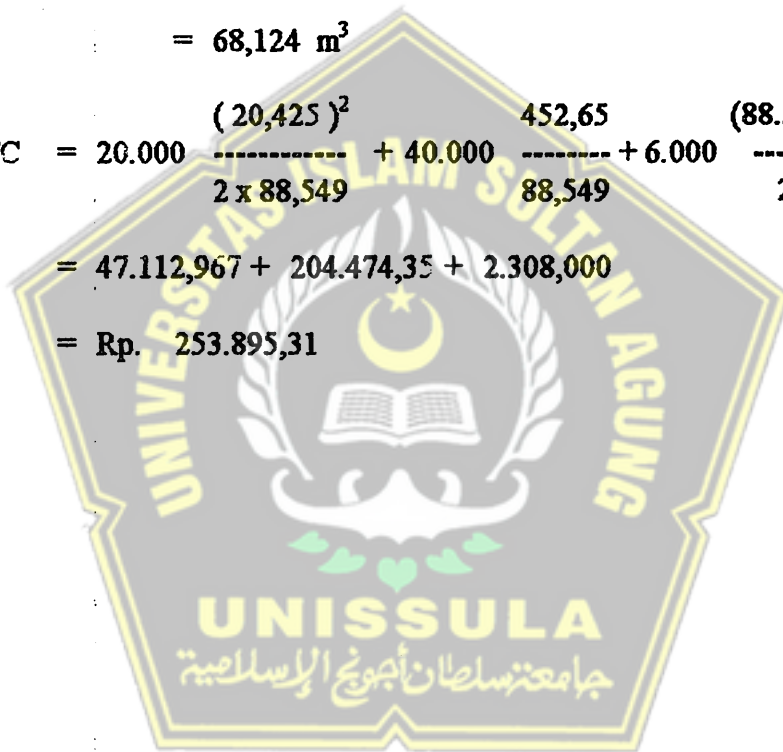 = 68,124 m³
( 20,425 )² 452,65 (88.
C = 20.000 ------------ + 40.000 -------- + 6.000 --
2 x 88,549 88,549 2
= 47.112,967 + 204.474,35 + 2.308,000
= Rp. 253.895,31
UNIVERSITAS ISLAM SULTAN AGUNG
UNISSULA
جامعة سلطان أجونج الإسلامية